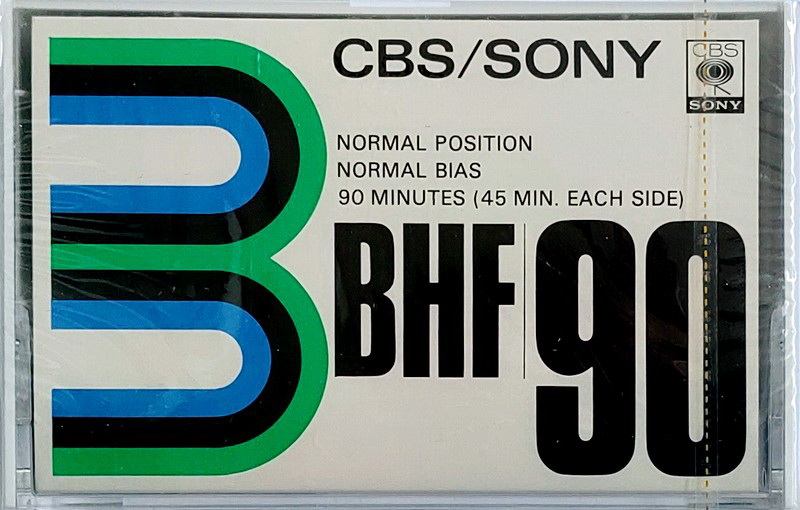 CBS/SONY
CBS
SONY
NORMAL POSITION
NORMAL BIAS
90 MINUTES (45 MIN. EACH SIDE)
BHF 90